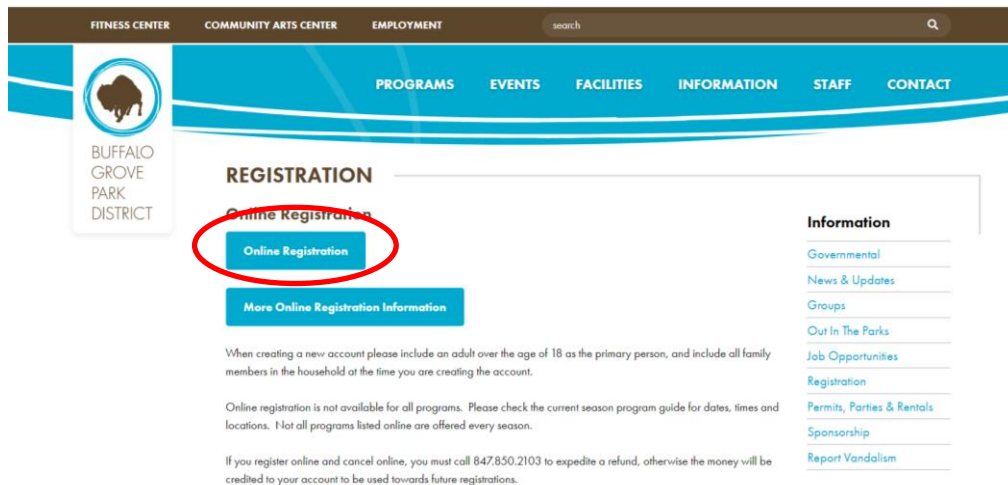 FITNESS CENTER COMMUNITY ARTS CENTER EMPLOYMENT search
PROGRAMS EVENTS FACILITIES INFORMATION STAFF CONTACT
BUFFALO
GROVE
PARK
DISTRICT
REGISTRATION
Online Registration
Online Registration
More Online Registration Information
When creating a new account please include an adult over the age of 18 as the primary person, and include all family
members in the household at the time you are creating the account.
Online registration is not available for all programs. Please check the current season program guide for dates, times and
locations. Not all programs listed online are offered every season.
If you register online and cancel online, you must call 847.850.2103 to expedite a refund, otherwise the money will be
credited to your account to be used towards future registrations.
Information
Governmental
News & Updates
Groups
Out In The Parks
Job Opportunities
Registration
Permits, Parties & Rentals
Sponsorship
Report Vandalism